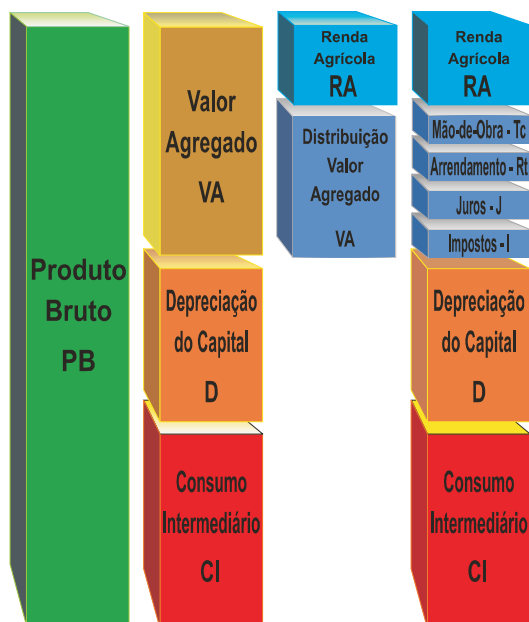 Produto
Bruto
PB
Valor
Agregado
VA
Depreciação
do Capital
D
Consumo
Intermediário
CI
Renda
Agrícola
RA
Distribuição
Valor
Agregado
VA
Renda
Agrícola
RA
Mão-de-Obra - Tc
Arrendamento - Rt
Juros - J
Impostos - I
Depreciação
do Capital
D
Consumo
Intermediário
CI